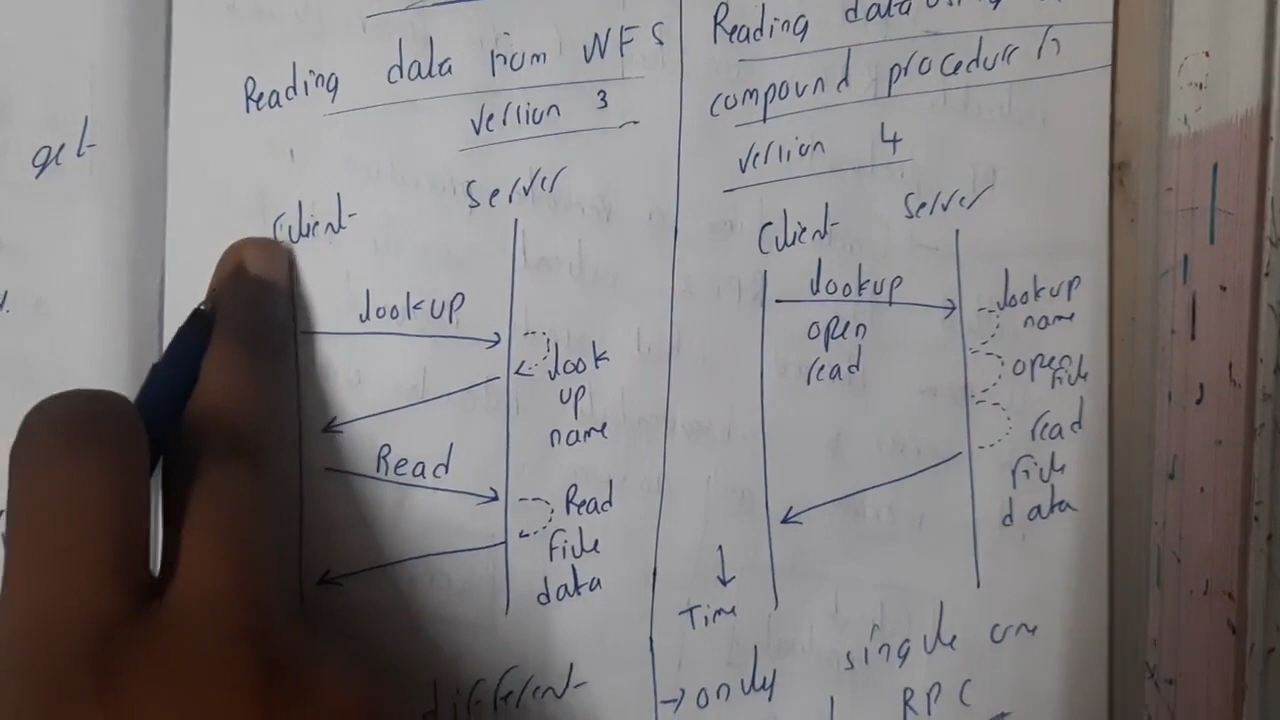 get
Reading data from NFS
version 3
Client
Server
lookup
look
up
name
Read
Read
file
data
different
Reading data using
compound procedure in
version 4
Client
Server
lookup
open
read
lookup
name
open
file
read
file
data
Time
→ only single one
RPC